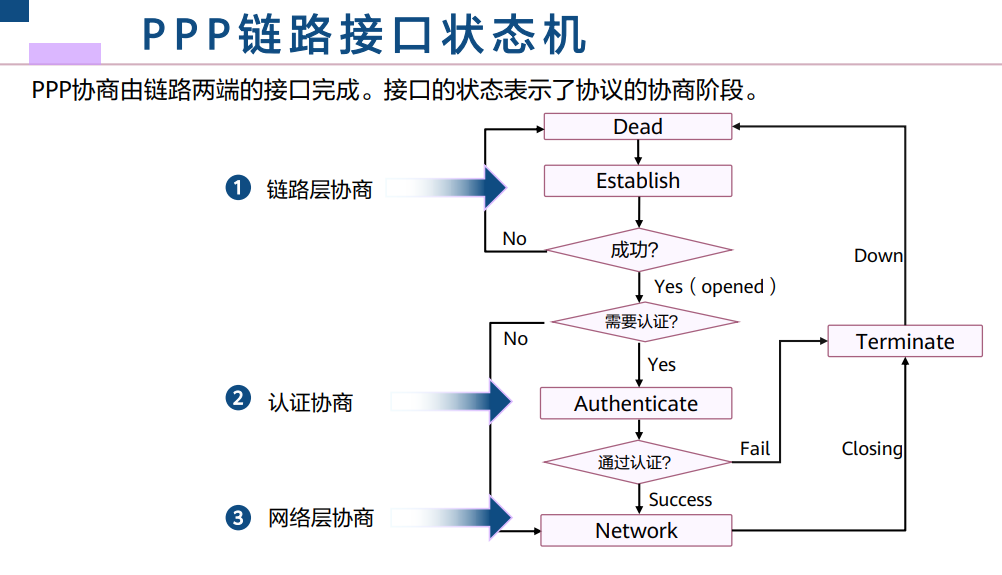 PPP链路接口状态机
PPP协商由链路两端的接口完成。接口的状态表示了协议的协商阶段。
Dead
1 链路层协商
Establish
No
成功?
Down
Yes（opened）
需要认证?
No
Terminate
Yes
2 认证协商
Authenticate
Fail
Closing
通过认证?
Success
3 网络层协商
Network